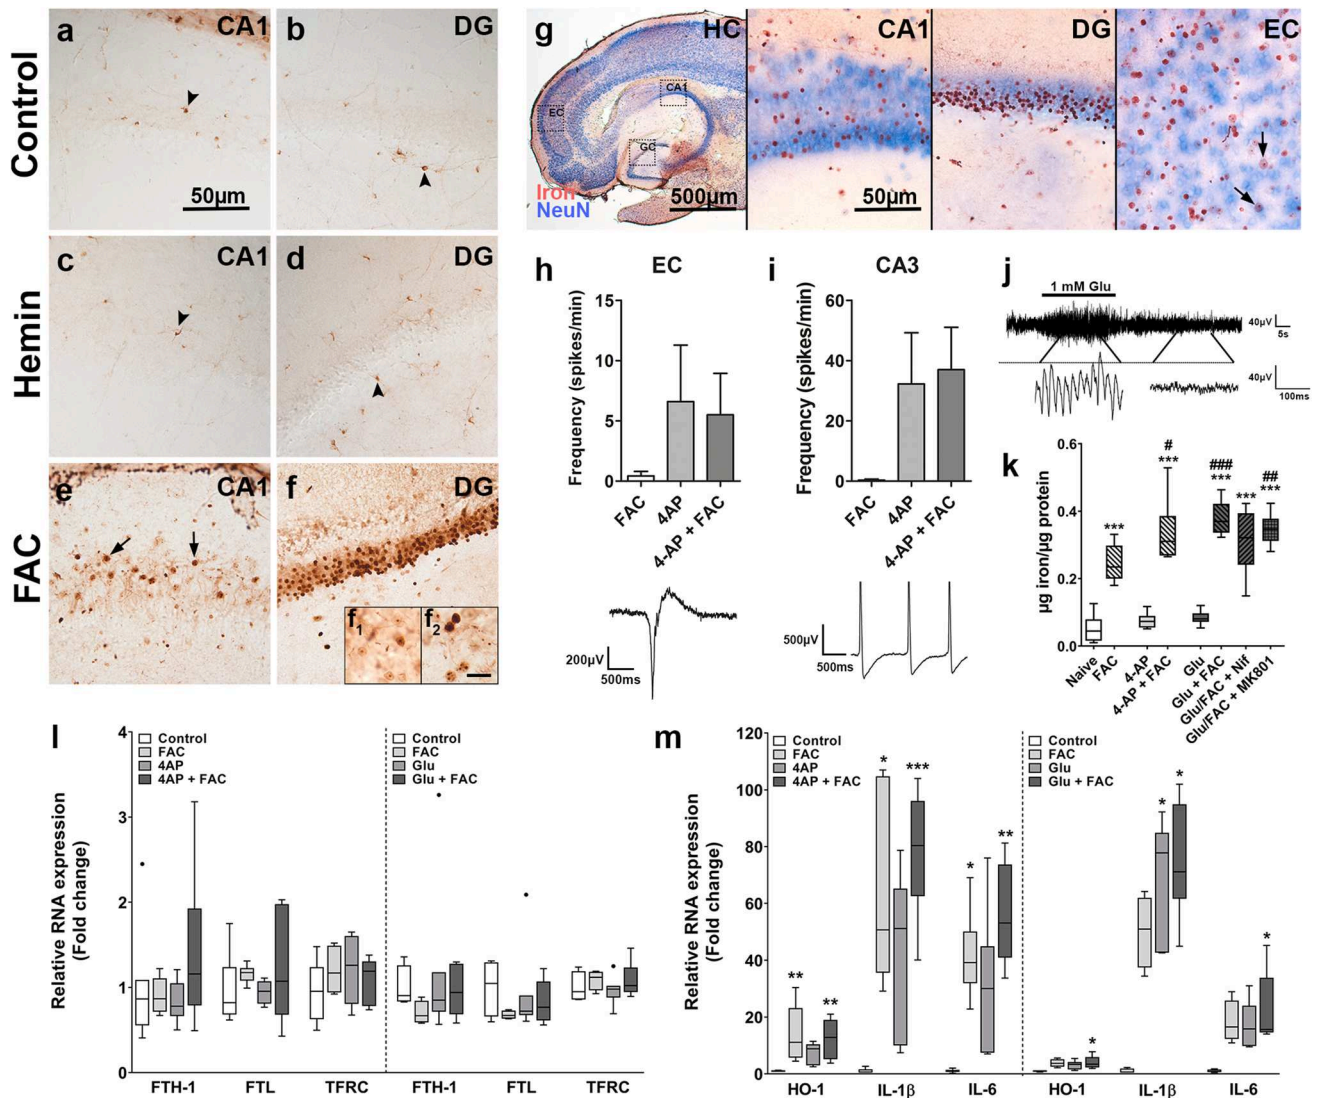 Control
a
CA1
50µm
b
DG
Hemin
c
CA1
d
DG
FAC
e
CA1
f
DG
f1
f2
g
HC
CA1
EC
GC
Iron
NeuN
500µm
CA1
50µm
DG
EC
h
EC
Frequency (spikes/min)
15
10
5
0
FAC
4AP
4-AP + FAC
200µV
500ms
i
CA3
Frequency (spikes/min)
60
40
20
0
FAC
4AP
4-AP + FAC
500µV
500ms
j
1 mM Glu
40µV
5s
40µV
100ms
k
µg iron/µg protein
0.6
0.4
0.2
0
***
#
***
###
***
***
##
***
Naive
FAC
4-AP
4-AP + FAC
Glu
Glu + FAC
Glu/FAC + Nif
Glu/FAC + MK801
l
Relative RNA expression
(Fold change)
4
3
2
1
0
Control
FAC
4AP
4AP + FAC
Control
FAC
Glu
Glu + FAC
FTH-1
FTL
TFRC
FTH-1
FTL
TFRC
m
Relative RNA expression
(Fold change)
120
100
80
60
40
20
0
Control
FAC
4AP
4AP + FAC
Control
FAC
Glu
Glu + FAC
**
**
*
***
*
**
*
*
*
*
HO-1
IL-1β
IL-6
HO-1
IL-1β
IL-6